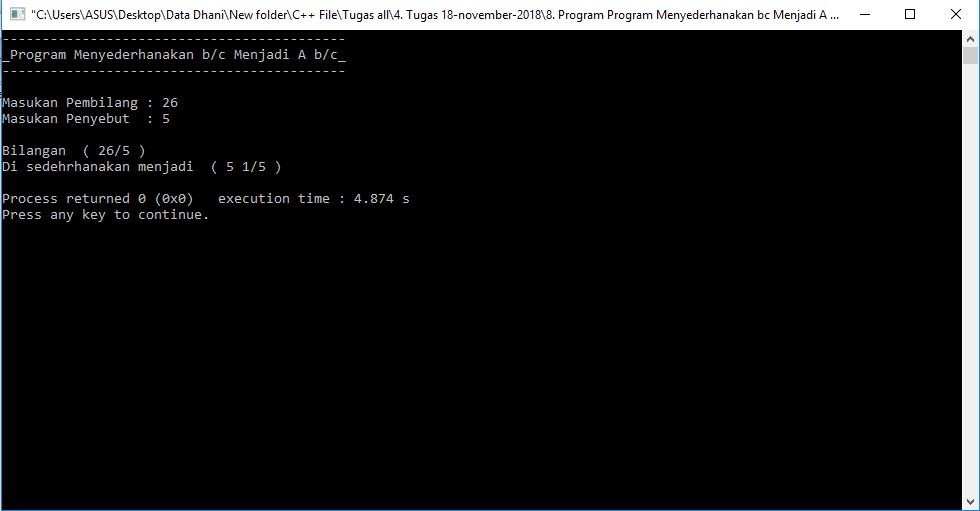 "C:\Users\ASUS\Desktop\Data Dhani\New folder\C++ File\Tugas all\4. Tugas 18-november-2018\8. Program Program Menyederhanakan bc Menjadi A ...
-------------------------------------------
_Program Menyederhanakan b/c Menjadi A b/c_
-------------------------------------------
Masukan Pembilang : 26
Masukan Penyebut  : 5
Bilangan  ( 26/5 )
Di sedehrhanakan menjadi  ( 5 1/5 )
Process returned 0 (0x0)   execution time : 4.874 s
Press any key to continue.